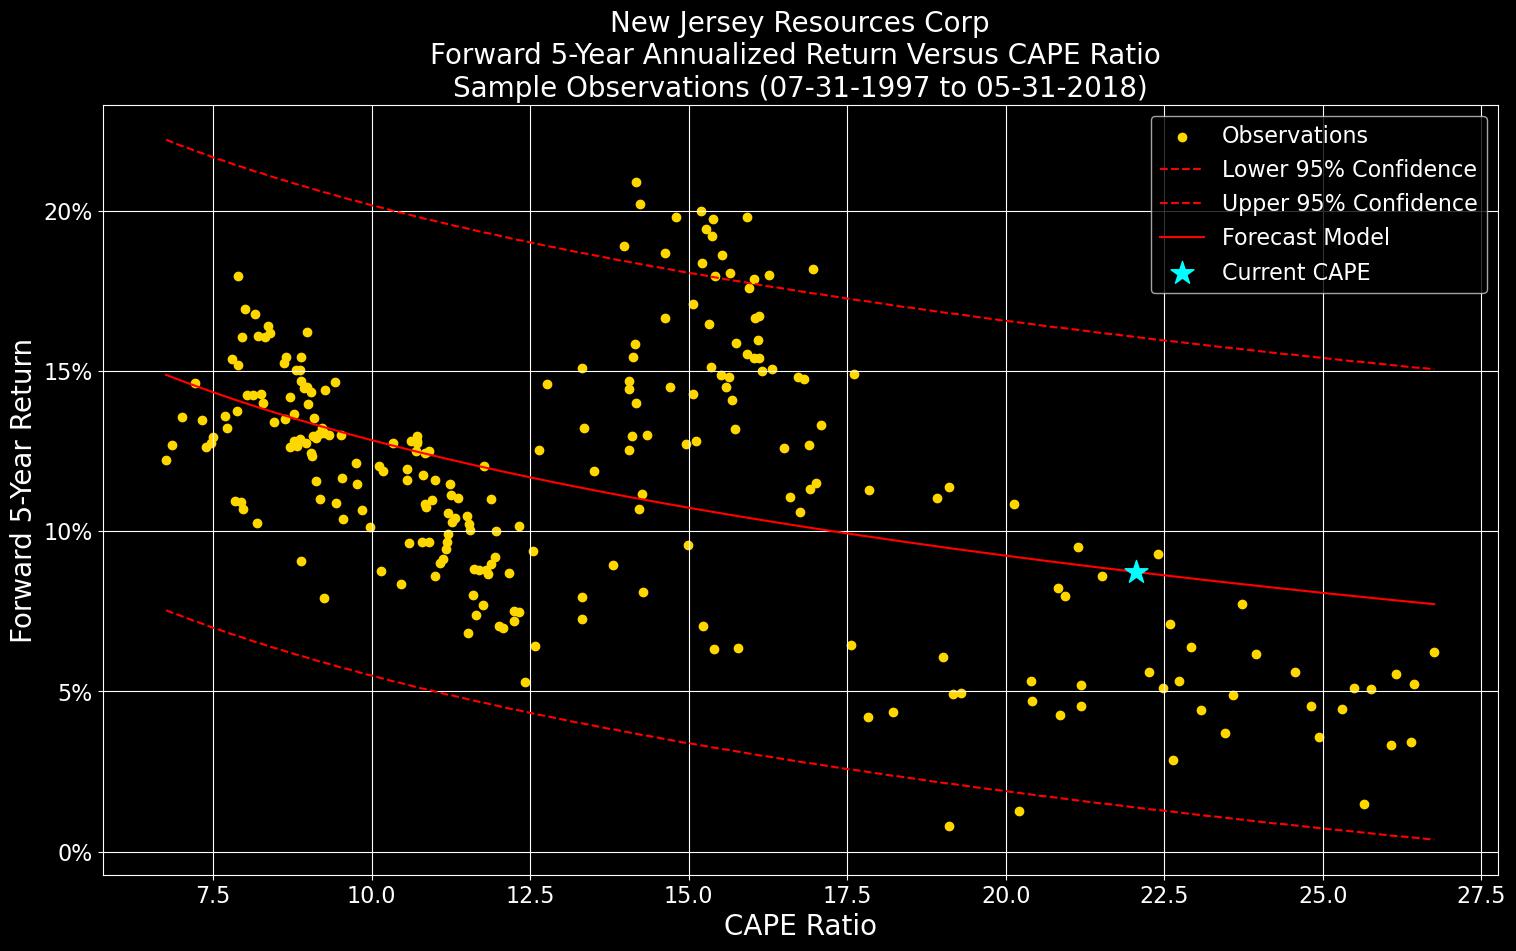 New Jersey Resources Corp
Forward 5-Year Annualized Return Versus CAPE Ratio
Sample Observations (07-31-1997 to 05-31-2018)
Observations
Lower 95% Confidence
Upper 95% Confidence
Forecast Model
Current CAPE
Forward 5-Year Return
20%
15%
10%
5%
0%
7.5 10.0 12.5 15.0 17.5 20.0 22.5 25.0 27.5
CAPE Ratio